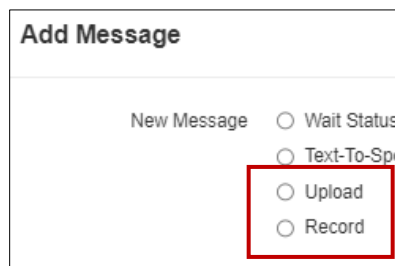 Add Message
New Message
Wait Status
Text-To-Sp
Upload
Record